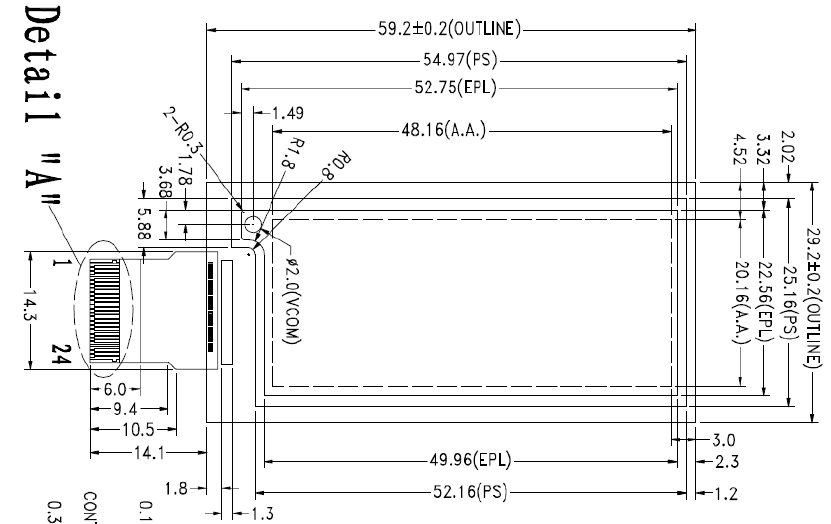 Detail "A"
59.2±0.2(OUTLINE)
54.97(PS)
52.75(EPL)
1.49
48.16(A.A.)
2-R0.3
R1.8
R0.8
1.78
3.68
5.88
4.52
3.32
2.02
29.2±0.2(OUTLINE)
25.16(PS)
22.56(EPL)
20.16(A.A.)
ø2.0(VCOM)
1
24
14.3
6.0
9.4
10.5
14.1
3.0
49.96(EPL)
2.3
52.16(PS)
1.2
1.8
1.3
0.1
CON
0.3